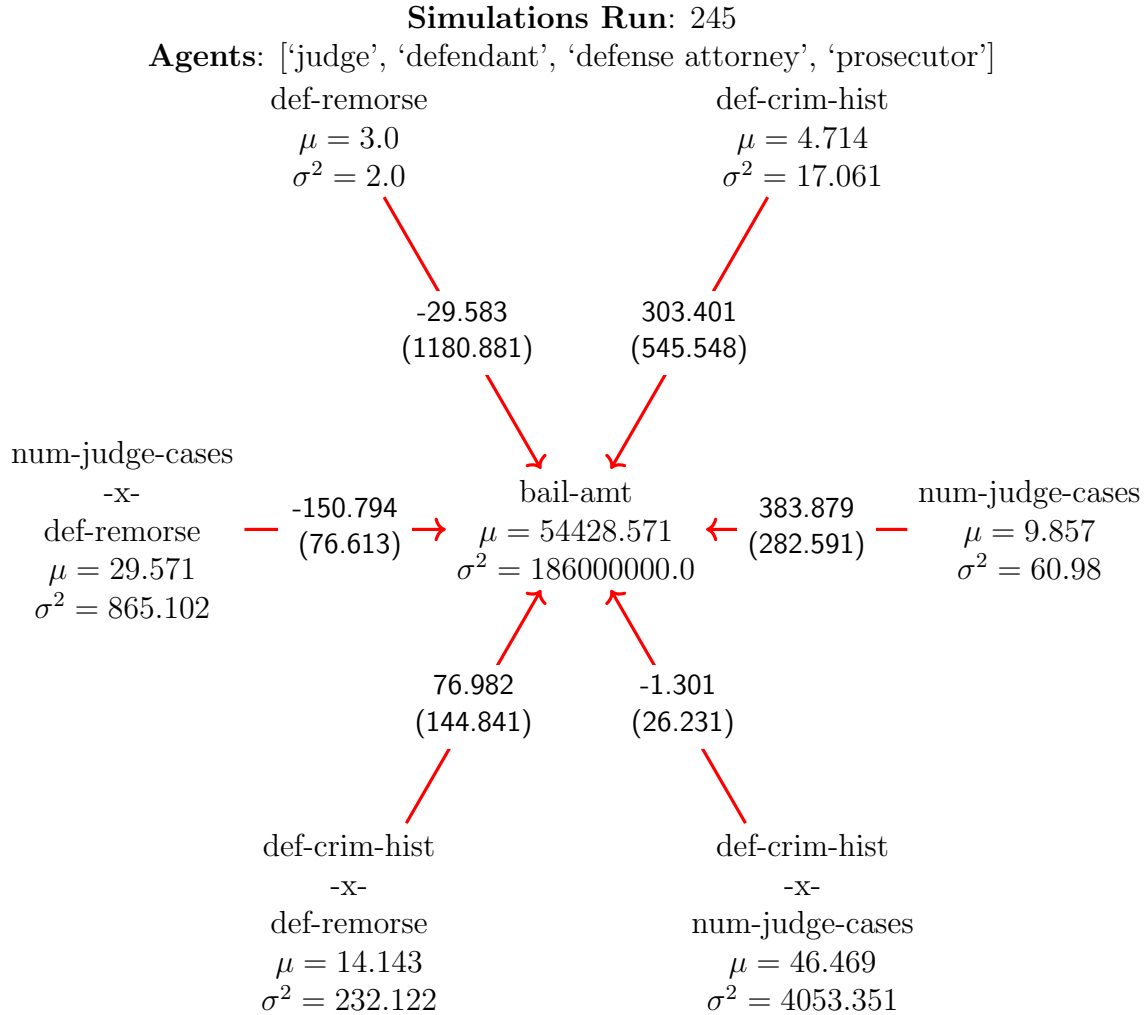 Simulations Run: 245
Agents: [‘judge’, ‘defendant’, ‘defense attorney’, ‘prosecutor’]
def-remorse
μ = 3.0
σ² = 2.0
def-crim-hist
μ = 4.714
σ² = 17.061
-29.583
(1180.881)
303.401
(545.548)
num-judge-cases
-x-
def-remorse
μ = 29.571
σ² = 865.102
-150.794
(76.613)
bail-amt
μ = 54428.571
σ² = 186000000.0
383.879
(282.591)
num-judge-cases
μ = 9.857
σ² = 60.98
76.982
(144.841)
-1.301
(26.231)
def-crim-hist
-x-
def-remorse
μ = 14.143
σ² = 232.122
def-crim-hist
-x-
num-judge-cases
μ = 46.469
σ² = 4053.351